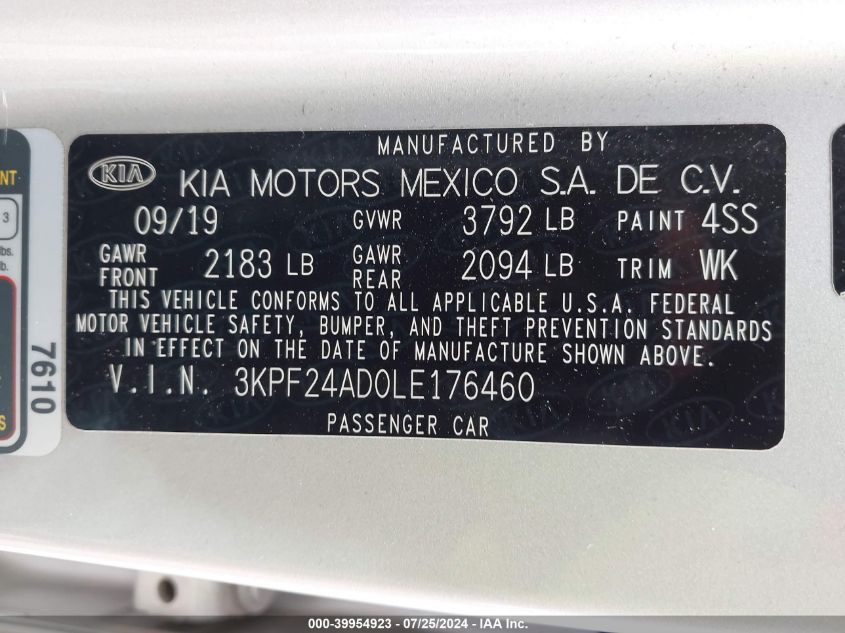 MANUFACTURED BY
KIA KIA MOTORS MEXICO S.A. DE C.V.
09/19 GVWR 3792 LB PAINT 4SS
GAWR FRONT 2183 LB GAWR REAR 2094 LB TRIM WK
THIS VEHICLE CONFORMS TO ALL APPLICABLE U.S.A. FEDERAL
MOTOR VEHICLE SAFETY, BUMPER, AND THEFT PREVENTION STANDARDS
IN EFFECT ON THE DATE OF MANUFACTURE SHOWN ABOVE.
V.I.N. 3KPF24AD0LE176460
PASSENGER CAR
3
lbs.
7610
000-39954923 / 07/25/2024 - IAA Inc.